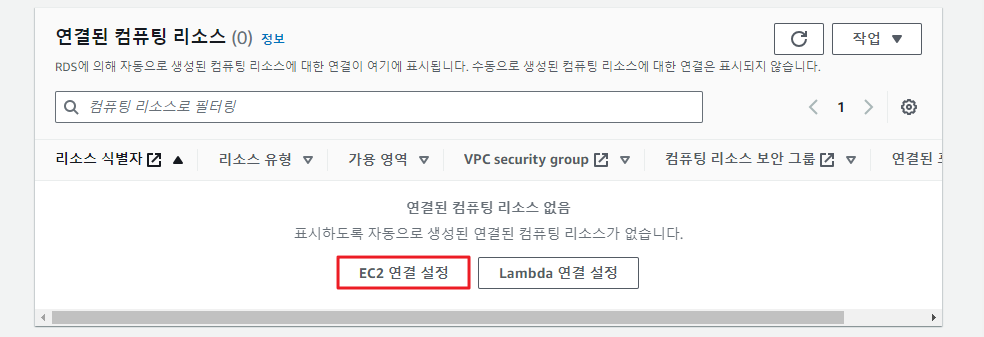 연결된 컴퓨팅 리소스 (0) 정보
작업
RDS에 의해 자동으로 생성된 컴퓨팅 리소스에 대한 연결이 여기에 표시됩니다. 수동으로 생성된 컴퓨팅 리소스에 대한 연결은 표시되지 않습니다.
컴퓨팅 리소스로 필터링
1
리소스 식별자 리소스 유형 가용 영역 VPC security group 컴퓨팅 리소스 보안 그룹 연결된
연결된 컴퓨팅 리소스 없음
표시하도록 자동으로 생성된 연결된 컴퓨팅 리소스가 없습니다.
EC2 연결 설정 Lambda 연결 설정